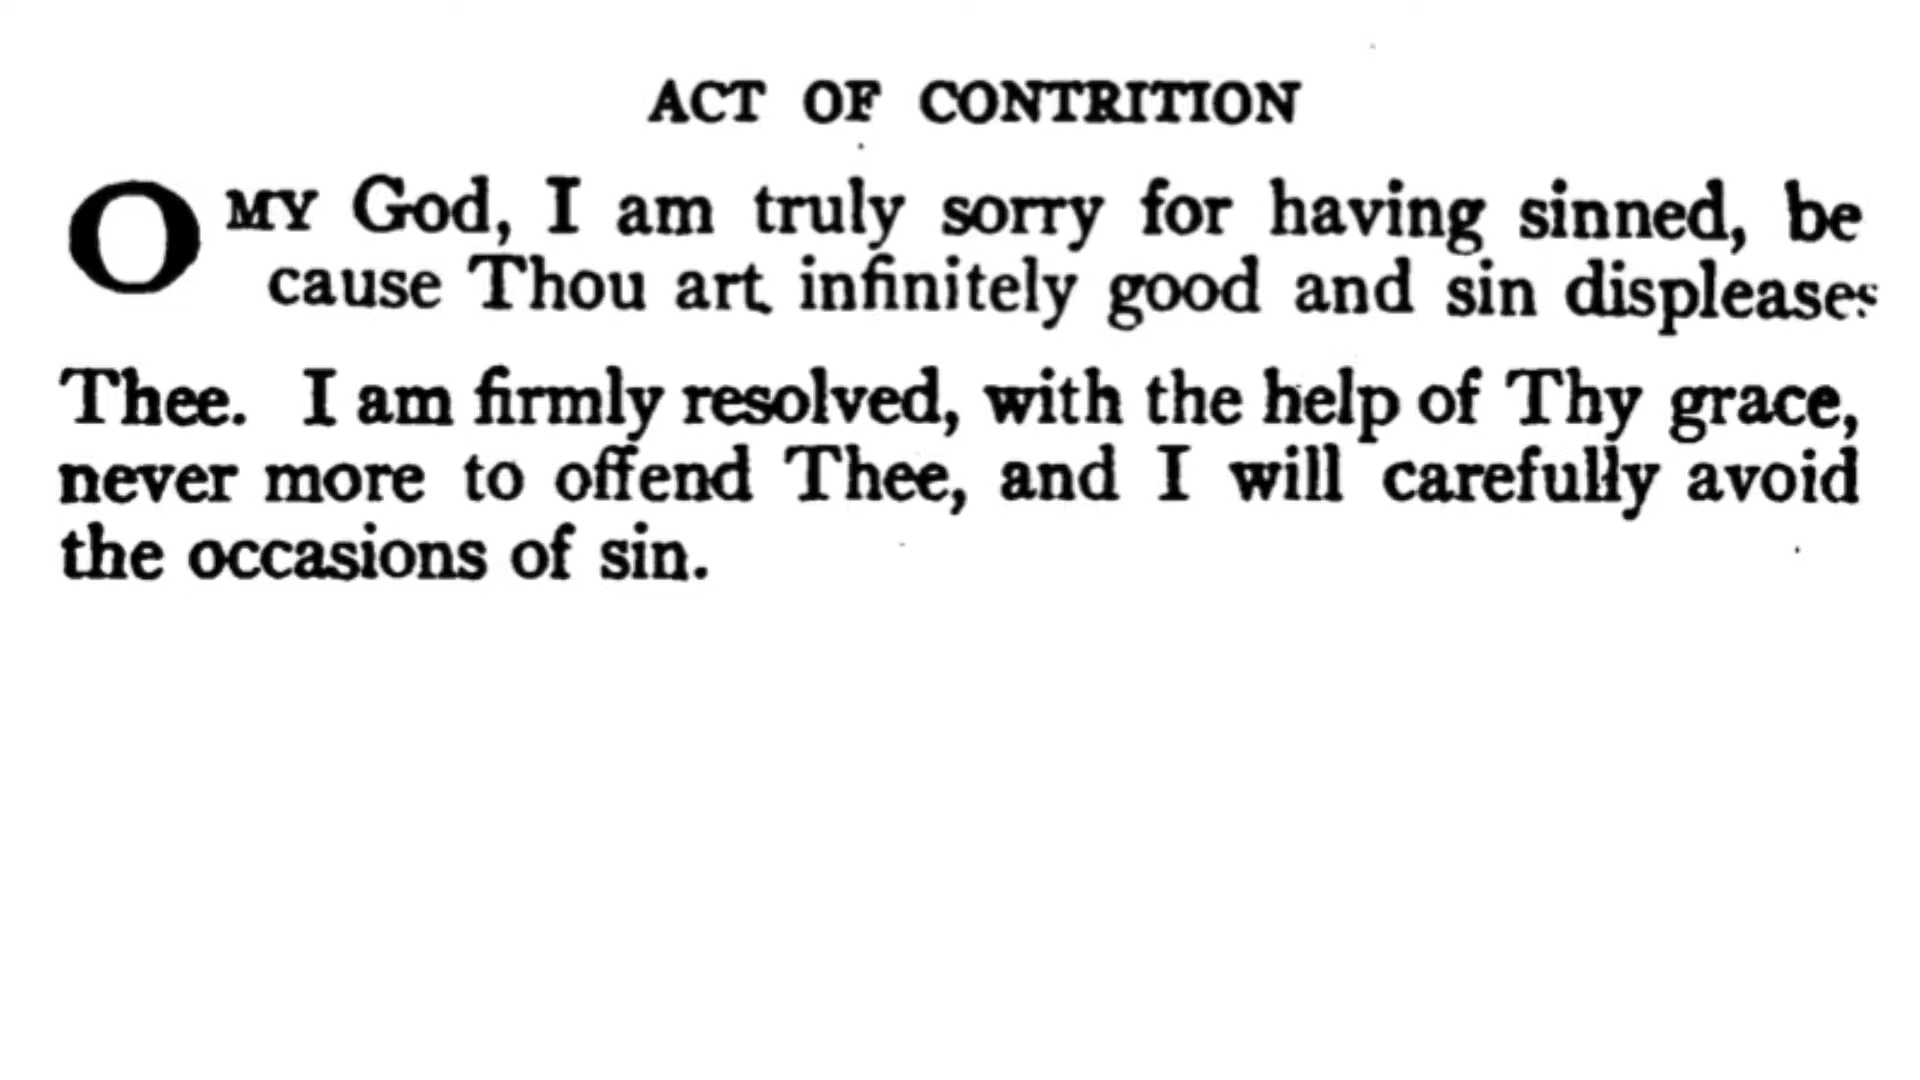 ACT OF CONTRITION
O MY God, I am truly sorry for having sinned, be
cause Thou art infinitely good and sin displeases
Thee. I am firmly resolved, with the help of Thy grace,
never more to offend Thee, and I will carefully avoid
the occasions of sin.